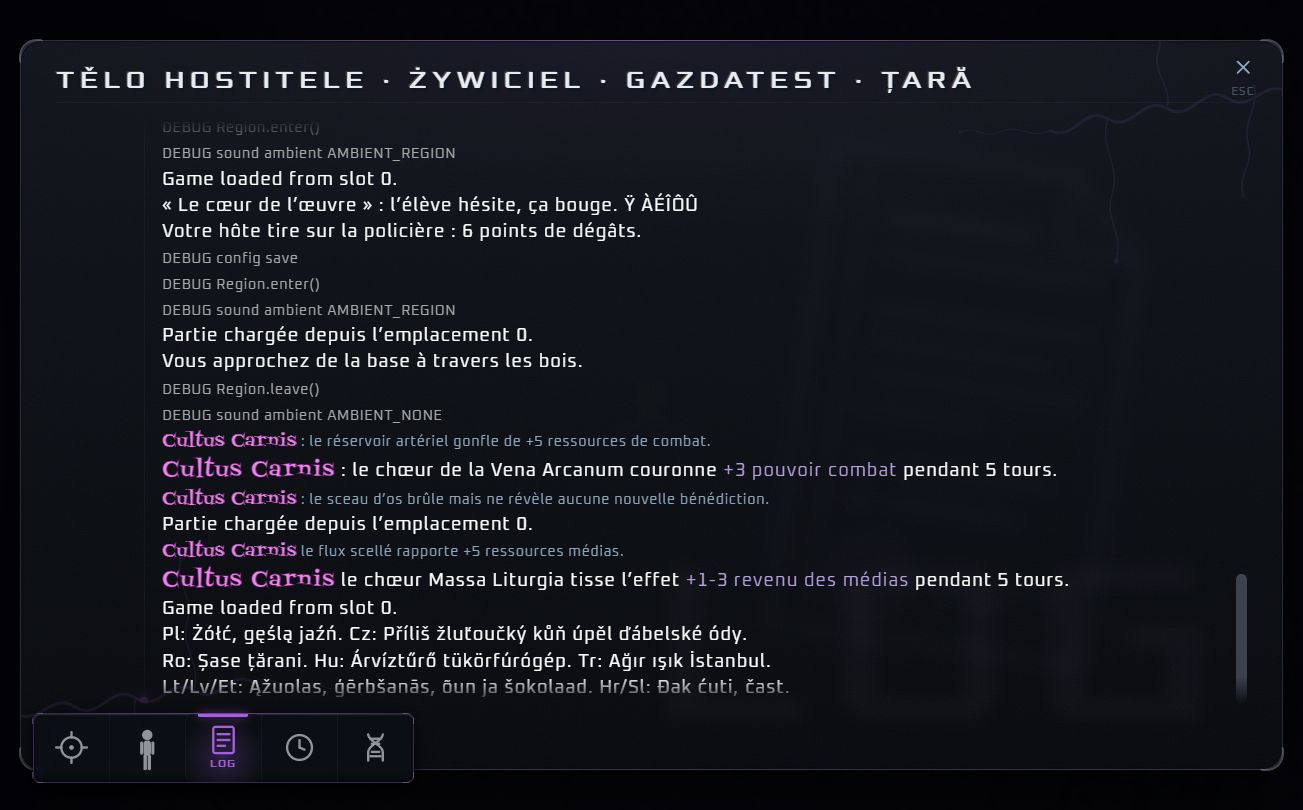 TĚLO HOSTITELE · ŻYWICIEL · GAZDATEST · ȚARĂ
ESC
DEBUG Region.enter()
DEBUG sound ambient AMBIENT_REGION
Game loaded from slot 0.
« Le cœur de l’œuvre » : l’élève hésite, ça bouge. Ÿ ÀÉÎÔÛ
Votre hôte tire sur la policière : 6 points de dégâts.
DEBUG config save
DEBUG Region.enter()
DEBUG sound ambient AMBIENT_REGION
Partie chargée depuis l’emplacement 0.
Vous approchez de la base à travers les bois.
DEBUG Region.leave()
DEBUG sound ambient AMBIENT_NONE
Cultus Carnis : le réservoir artériel gonfle de +5 ressources de combat.
Cultus Carnis : le chœur de la Vena Arcanum couronne +3 pouvoir combat pendant 5 tours.
Cultus Carnis : le sceau d’os brûle mais ne révèle aucune nouvelle bénédiction.
Partie chargée depuis l’emplacement 0.
Cultus Carnis le flux scellé rapporte +5 ressources médias.
Cultus Carnis le chœur Massa Liturgia tisse l’effet +1-3 revenu des médias pendant 5 tours.
Game loaded from slot 0.
Pl: Żółć, gęślą jaźń. Cz: Příliš žluťoučký kůň úpěl ďábelské ódy.
Ro: Șase țărani. Hu: Árvíztűrő tükörfúrógép. Tr: Ağır ışık İstanbul.
Lt/Lv/Et: Ąžuolas, ģērbšanās, õun ja šokolaad. Hr/Sl: Đak ćuti, čast.
LOG
LOG